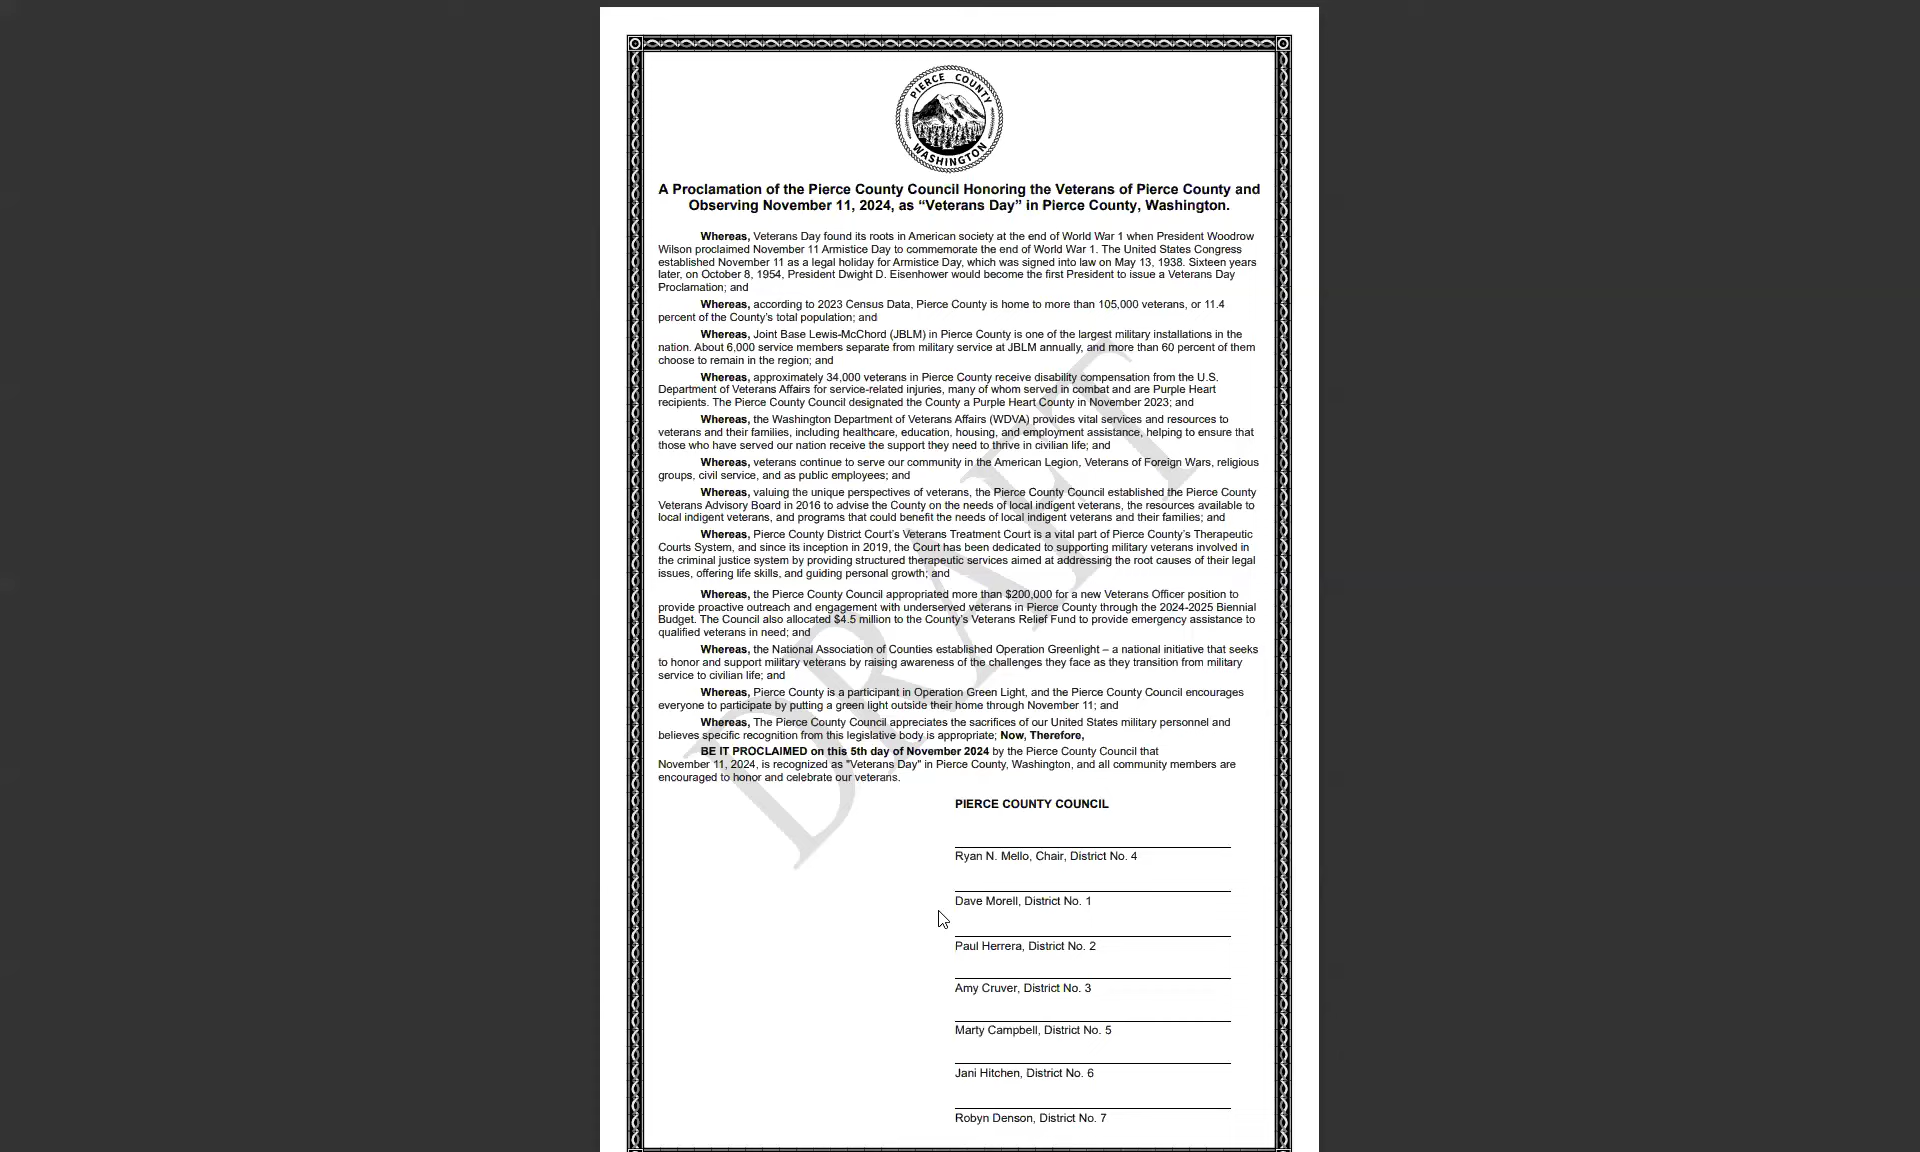 PIERCE COUNTY
WASHINGTON
A Proclamation of the Pierce County Council Honoring the Veterans of Pierce County and
Observing November 11, 2024, as “Veterans Day” in Pierce County, Washington.
Whereas, Veterans Day found its roots in American society at the end of World War 1 when President Woodrow
Wilson proclaimed November 11 Armistice Day to commemorate the end of World War 1. The United States Congress
established November 11 as a legal holiday for Armistice Day, which was signed into law on May 13, 1938. Sixteen years
later, on October 8, 1954, President Dwight D. Eisenhower would become the first President to issue a Veterans Day
Proclamation; and
Whereas, according to 2023 Census Data, Pierce County is home to more than 105,000 veterans, or 11.4
percent of the County’s total population; and
Whereas, Joint Base Lewis-McChord (JBLM) in Pierce County is one of the largest military installations in the
nation. About 6,000 service members separate from military service at JBLM annually, and more than 60 percent of them
choose to remain in the region; and
Whereas, approximately 34,000 veterans in Pierce County receive disability compensation from the U.S.
Department of Veterans Affairs for service-related injuries, many of whom served in combat and are Purple Heart
recipients. The Pierce County Council designated the County a Purple Heart County in November 2023; and
Whereas, the Washington Department of Veterans Affairs (WDVA) provides vital services and resources to
veterans and their families, including healthcare, education, housing, and employment assistance, helping to ensure that
those who have served our nation receive the support they need to thrive in civilian life; and
Whereas, veterans continue to serve our community in the American Legion, Veterans of Foreign Wars, religious
groups, civil service, and as public employees; and
Whereas, valuing the unique perspectives of veterans, the Pierce County Council established the Pierce County
Veterans Advisory Board in 2016 to advise the County on the needs of local indigent veterans, the resources available to
local indigent veterans, and programs that could benefit the needs of local indigent veterans and their families; and
Whereas, Pierce County District Court’s Veterans Treatment Court is a vital part of Pierce County’s Therapeutic
Courts System, and since its inception in 2019, the Court has been dedicated to supporting military veterans involved in
the criminal justice system by providing structured therapeutic services aimed at addressing the root causes of their legal
issues, offering life skills, and guiding personal growth; and
Whereas, the Pierce County Council appropriated more than $200,000 for a new Veterans Officer position to
provide proactive outreach and engagement with underserved veterans in Pierce County through the 2024-2025 Biennial
Budget. The Council also allocated $4.5 million to the County’s Veterans Relief Fund to provide emergency assistance to
qualified veterans in need; and
Whereas, the National Association of Counties established Operation Greenlight – a national initiative that seeks
to honor and support military veterans by raising awareness of the challenges they face as they transition from military
service to civilian life; and
Whereas, Pierce County is a participant in Operation Green Light, and the Pierce County Council encourages
everyone to participate by putting a green light outside their home through November 11; and
Whereas, The Pierce County Council appreciates the sacrifices of our United States military personnel and
believes specific recognition from this legislative body is appropriate; Now, Therefore,
BE IT PROCLAIMED on this 5th day of November 2024 by the Pierce County Council that
November 11, 2024, is recognized as "Veterans Day" in Pierce County, Washington, and all community members are
encouraged to honor and celebrate our veterans.
DRAFT
PIERCE COUNTY COUNCIL
Ryan N. Mello, Chair, District No. 4
Dave Morell, District No. 1
Paul Herrera, District No. 2
Amy Cruver, District No. 3
Marty Campbell, District No. 5
Jani Hitchen, District No. 6
Robyn Denson, District No. 7